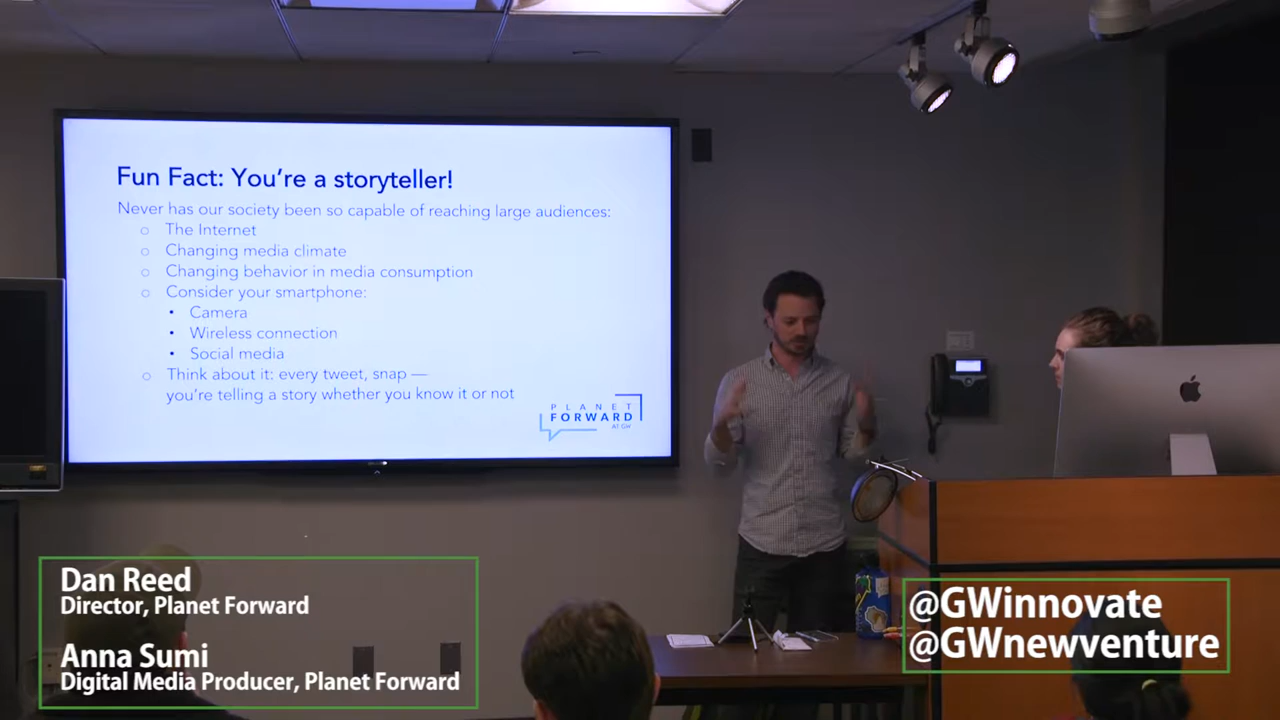 Fun Fact: You're a storyteller!
Never has our society been so capable of reaching large audiences:
The Internet
Changing media climate
Changing behavior in media consumption
Consider your smartphone:
Camera
Wireless connection
Social media
Think about it: every tweet, snap —
you're telling a story whether you know it or not
PLANET
FORWARD
AT GW
Dan Reed
Director, Planet Forward
Anna Sumi
Digital Media Producer, Planet Forward
@GWinnovate
@GWnewventure